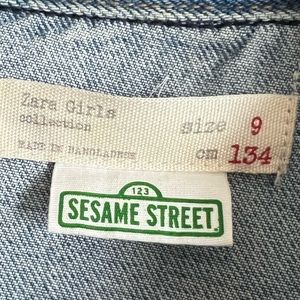 Zara Girls size 9
collection
MADE IN BANGLADESH cm 134
123
SESAME STREET